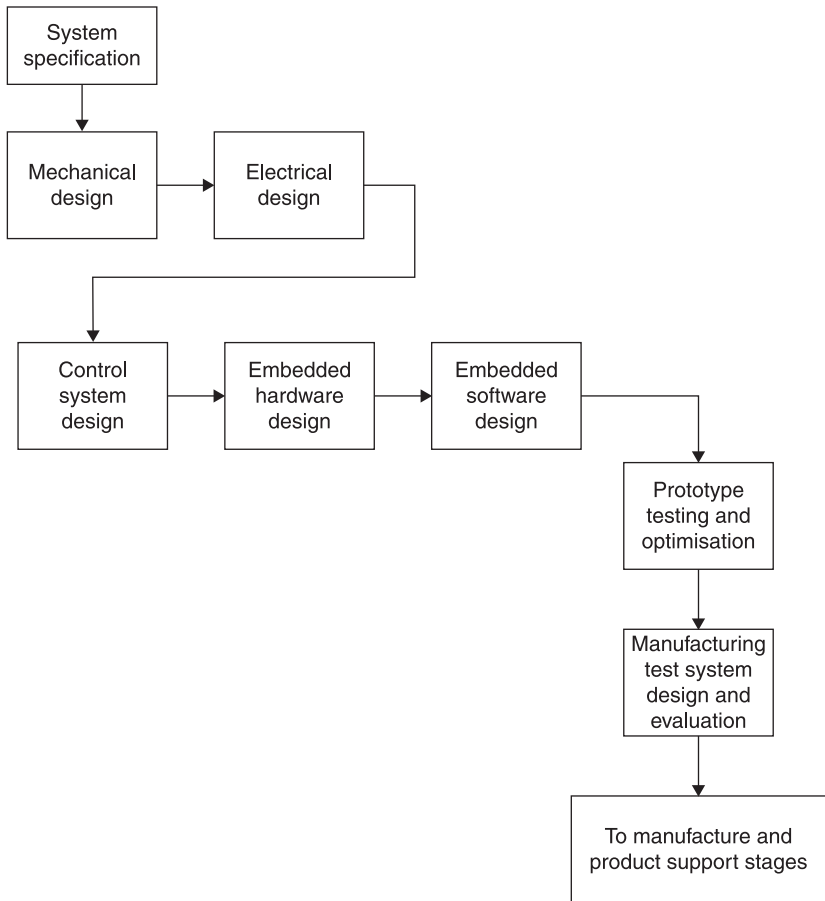 System
specification
Mechanical
design
Electrical
design
Control
system
design
Embedded
hardware
design
Embedded
software
design
Prototype
testing and
optimisation
Manufacturing
test system
design and
evaluation
To manufacture and
product support stages